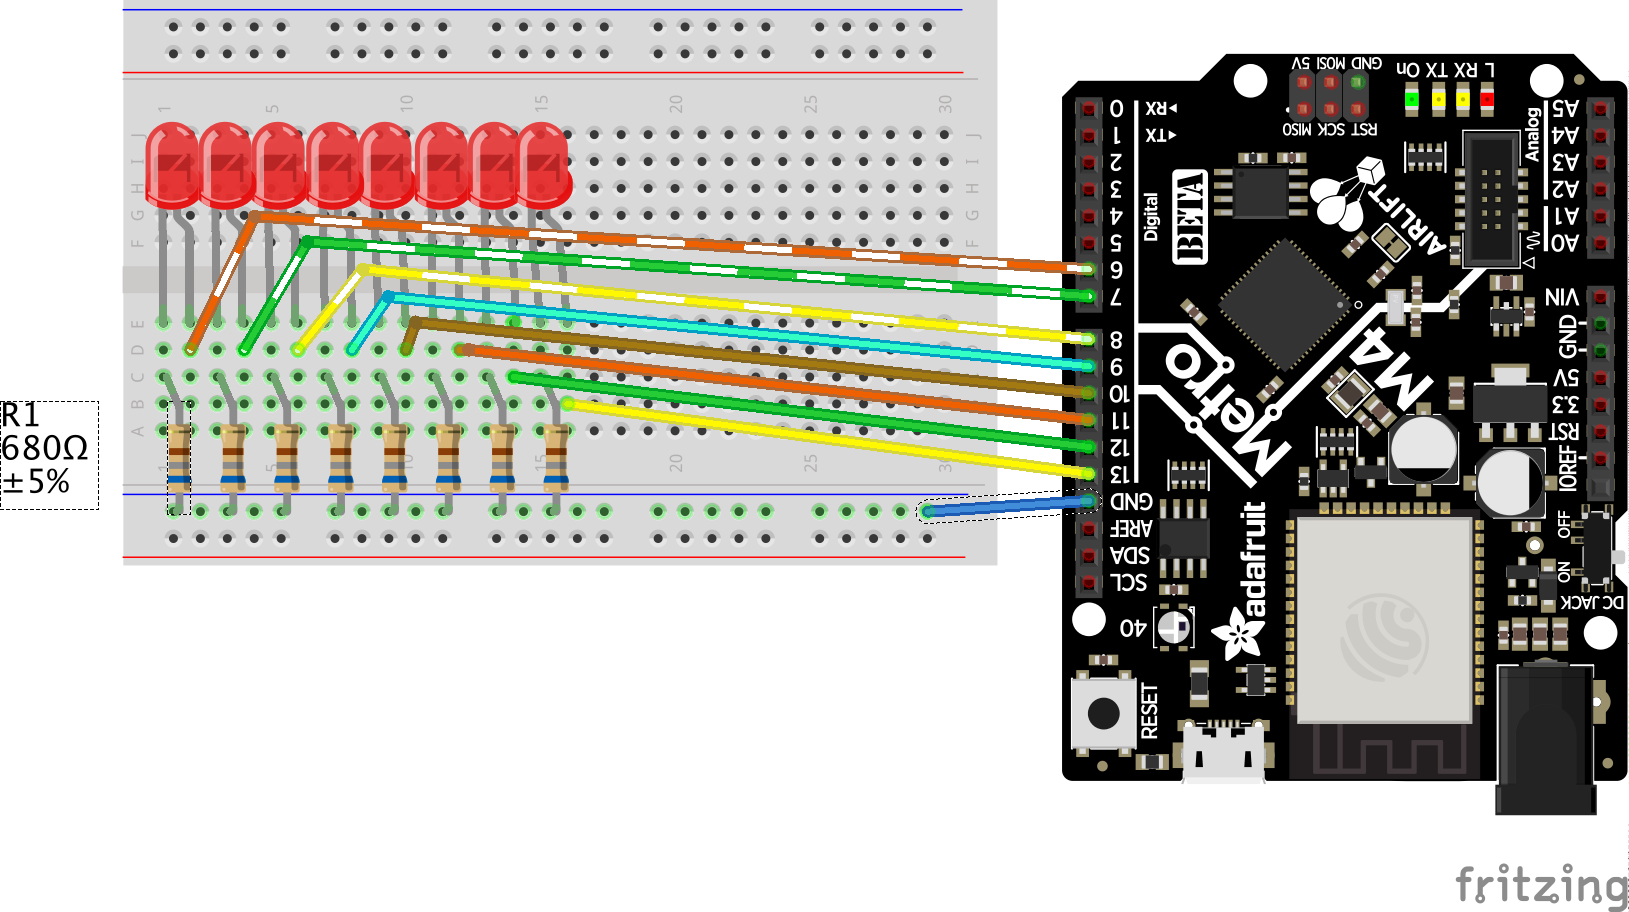 1
5
10
15
20
25
30
J
I
H
G
F
E
D
C
B
A
J
I
H
G
F
1
5
10
15
20
25
30
R1
680Ω
±5%
5V MOSI GND
MISO SCK RST
On TX RX L
0 RX
1 TX
2
3
4
5
6
7
8
9
10
11
12
13
GND
AREF
SDA
SCL
Digital
BETA
AIRLIFT
Analog
A5
A4
A3
A2
A1
A0
VIN
GND
5V
3.3
RST
IOREF
Metro
M4
adafruit
40
RESET
OFF
ON
DC JACK
fritzing